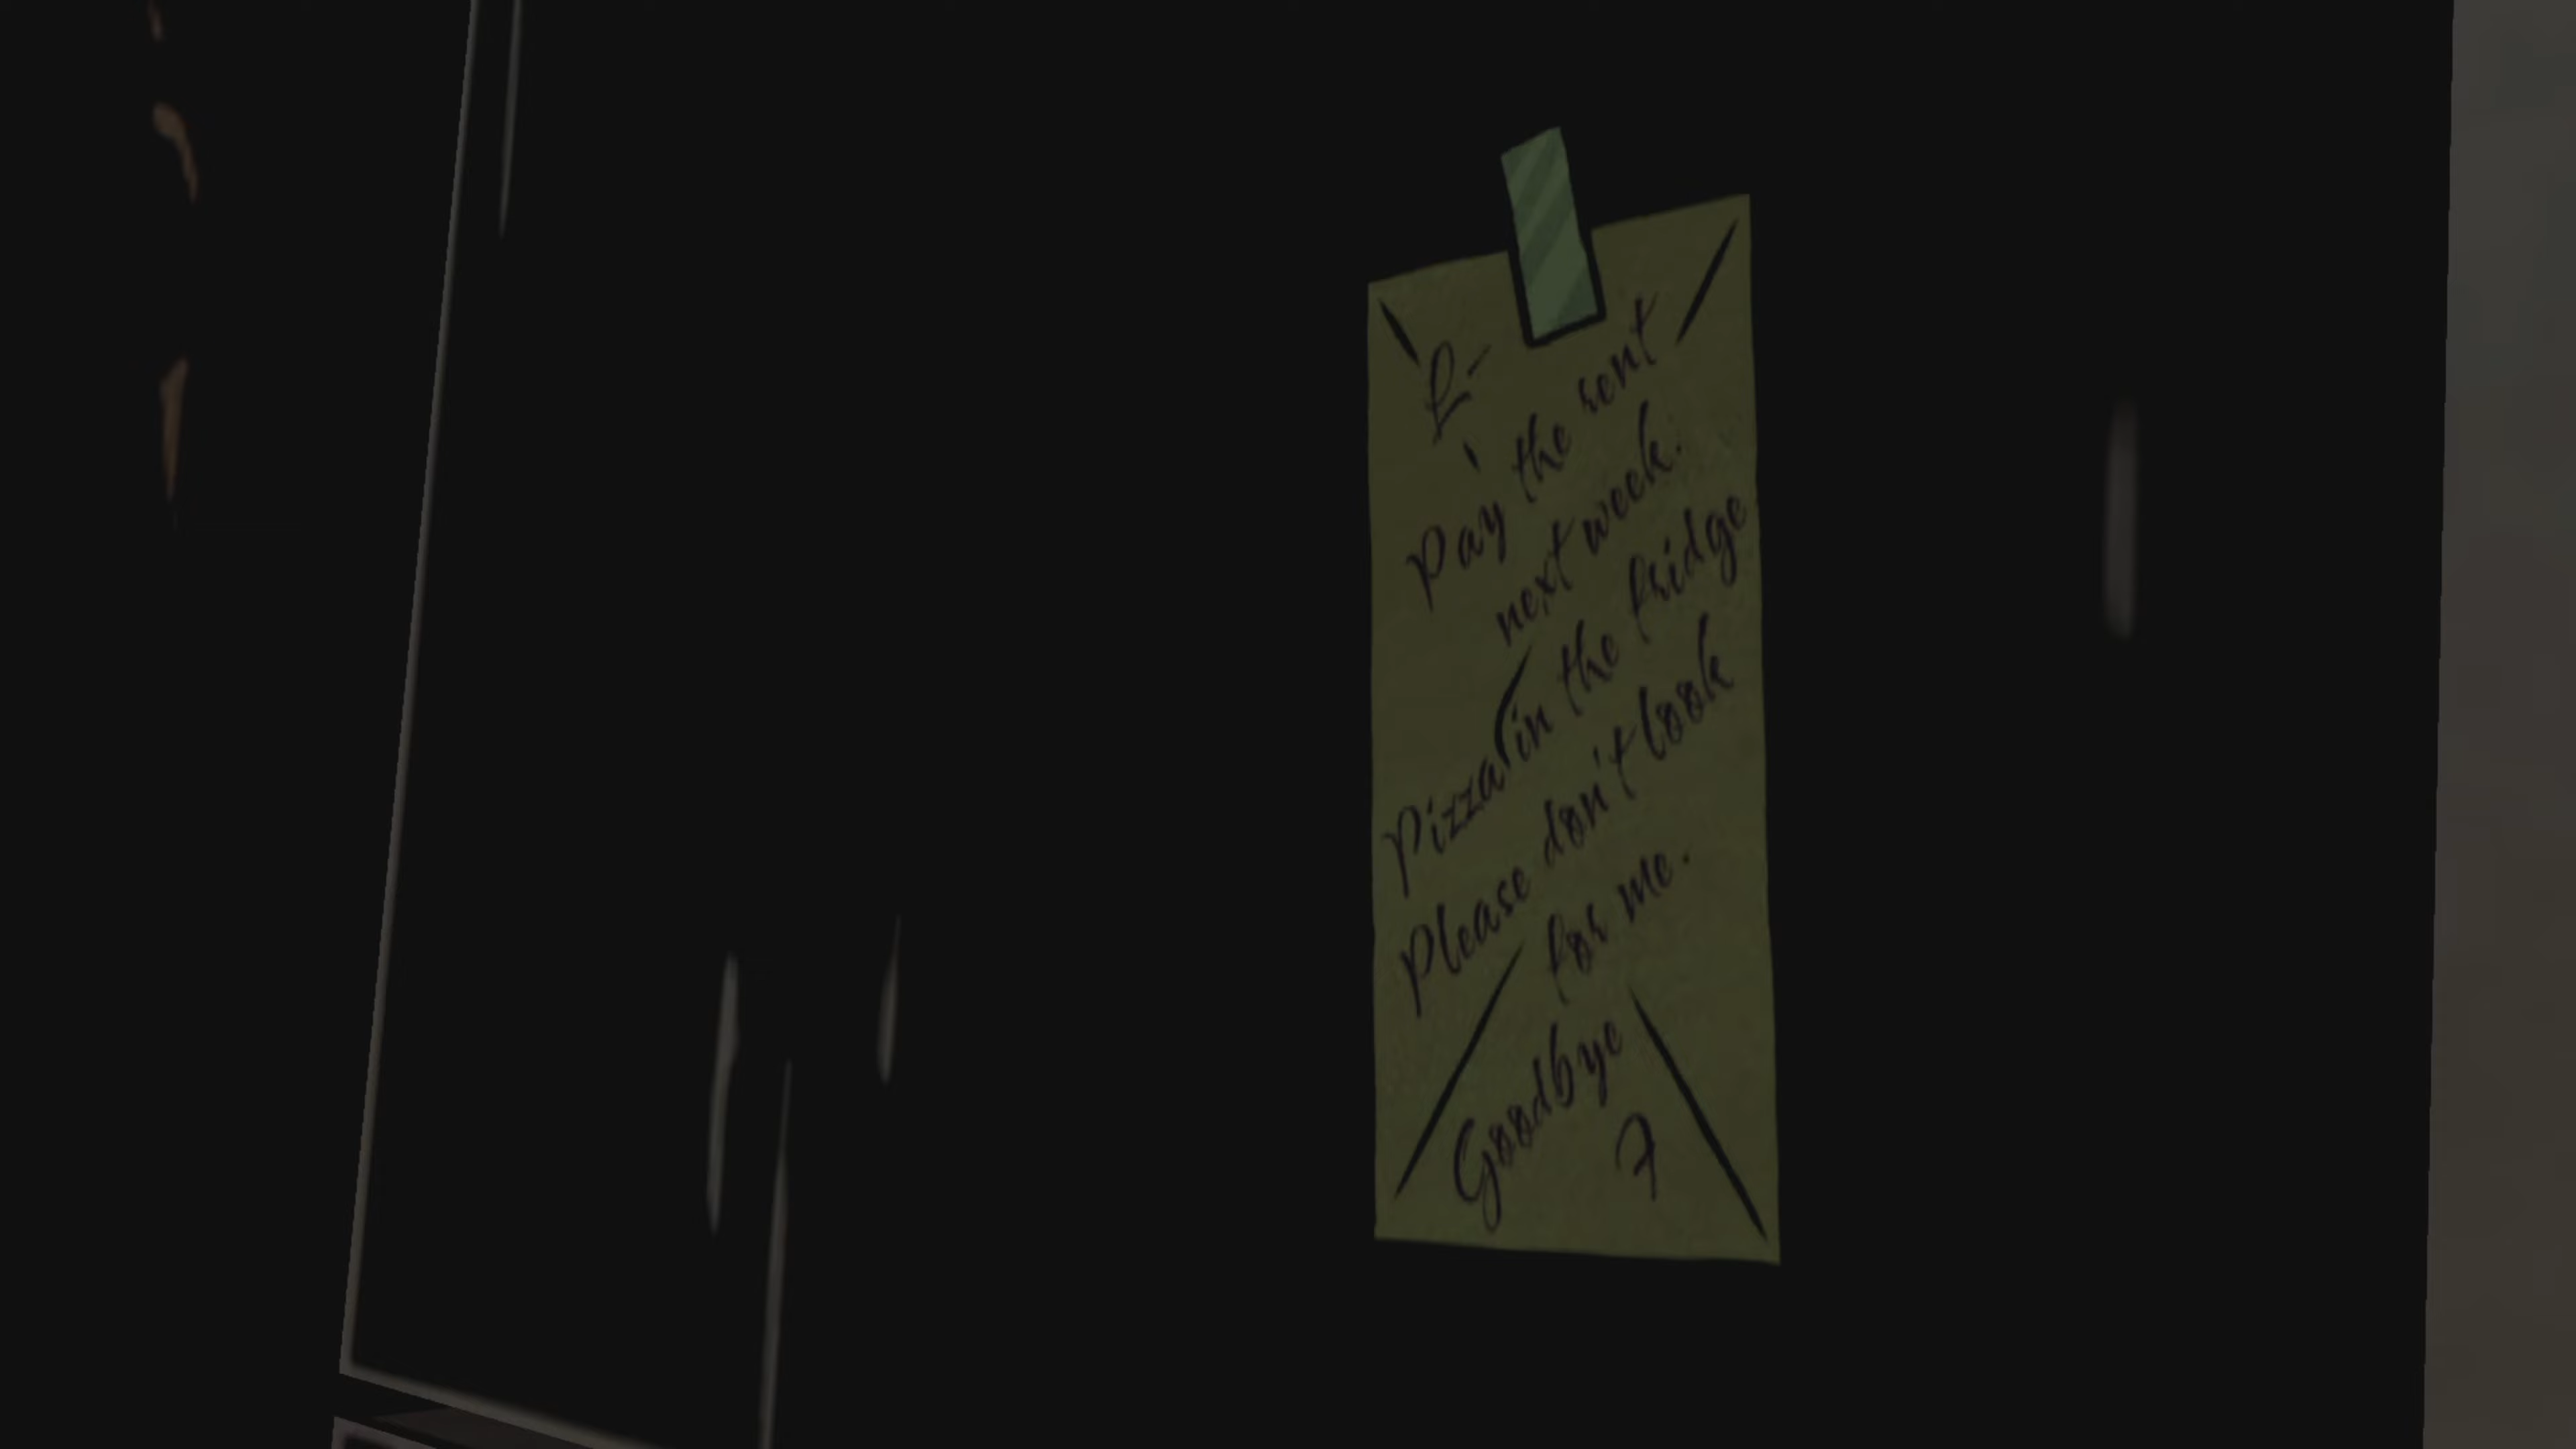 L-
Pay the rent
next week.
Pizza in the fridge
Please don't look
for me.
Goodbye
F